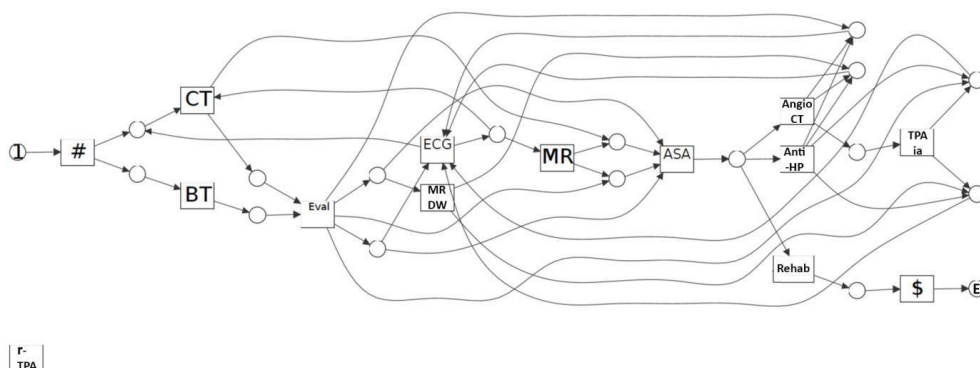 1
#
CT
BT
Eval
ECG
MR
DW
MR
ASA
Angio
CT
Anti
-HP
TPA
ia
Rehab
$
E
r-
TPA